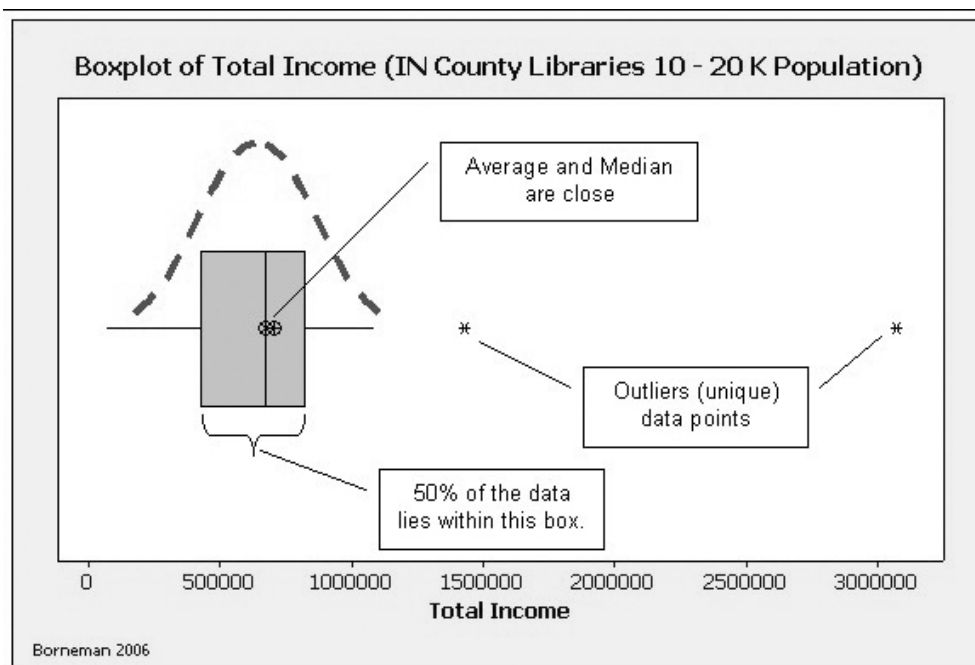 Boxplot of Total Income (IN County Libraries 10 - 20 K Population)
Average and Median
are close
Outliers (unique)
data points
50% of the data
lies within this box.
0 500000 1000000 1500000 2000000 2500000 3000000
Total Income
Borneman 2006